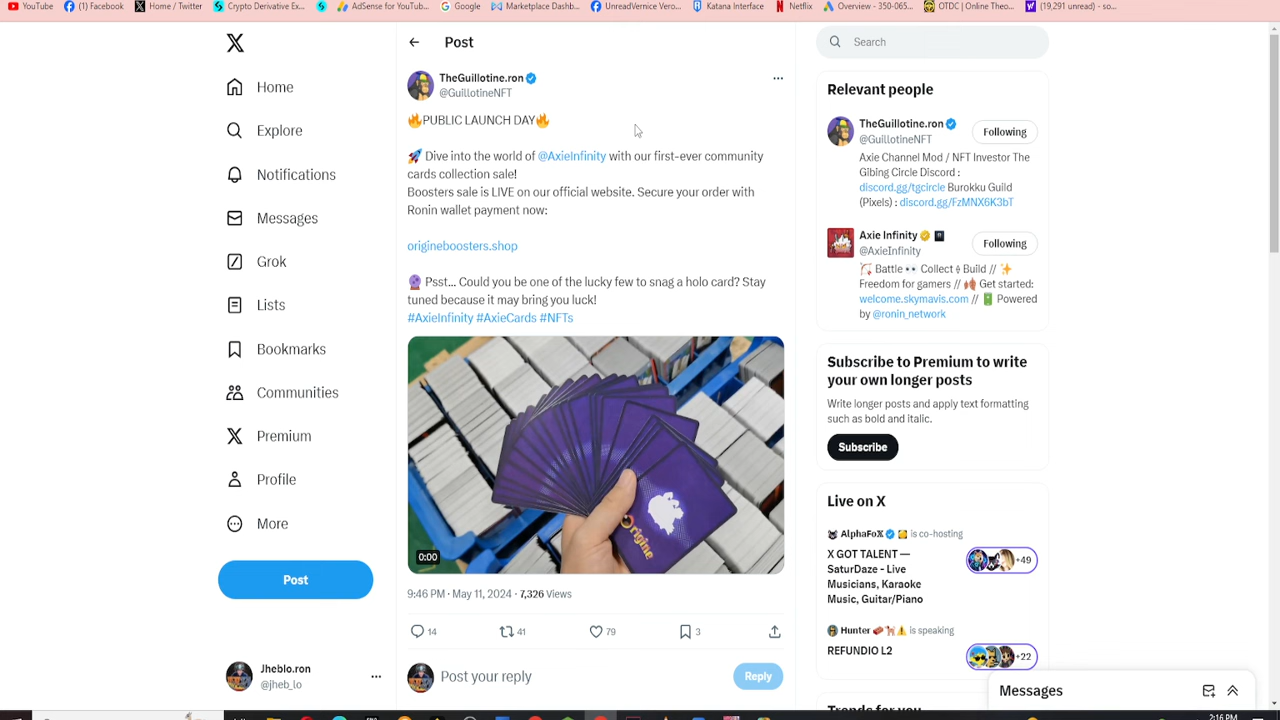 YouTube
(1) Facebook
Home / Twitter
Crypto Derivative Ex...
AdSense for YouTub...
Google
Marketplace Dashb...
UnreadVernice Vero...
Katana Interface
Netflix
Overview - 350-065...
OTDC | Online Theo...
(19,291 unread) - so...
Home
Explore
Notifications
Messages
Grok
Lists
Bookmarks
Communities
Premium
Profile
More
Post
Jheblo.ron
@jheb_lo
Post
TheGuillotine.ron
@GuillotineNFT
🔥PUBLIC LAUNCH DAY🔥
🚀 Dive into the world of @AxieInfinity with our first-ever community
cards collection sale!
Boosters sale is LIVE on our official website. Secure your order with
Ronin wallet payment now:
origineboosters.shop
🔮 Psst... Could you be one of the lucky few to snag a holo card? Stay
tuned because it may bring you luck!
#AxieInfinity #AxieCards #NFTs
Origine
0:00
9:46 PM · May 11, 2024 · 7,326 Views
14
41
79
3
Post your reply
Reply
Search
Relevant people
TheGuillotine.ron
@GuillotineNFT
Following
Axie Channel Mod / NFT Investor The
Gibing Circle Discord :
discord.gg/tgcircle Burokku Guild
(Pixels) : discord.gg/FzMNX6K3bT
Axie Infinity
@AxieInfinity
Following
Battle 👀 Collect ⚱ Build // ✨
Freedom for gamers // Get started:
welcome.skymavis.com // 🔋 Powered
by @ronin_network
Subscribe to Premium to write
your own longer posts
Write longer posts and apply text formatting
such as bold and italic.
Subscribe
Live on X
AlphaFoX is co-hosting
X GOT TALENT —
SaturDaze - Live
Musicians, Karaoke
Music, Guitar/Piano
+49
Hunter is speaking
REFUNDIO L2
+22
Messages
2:16 PM